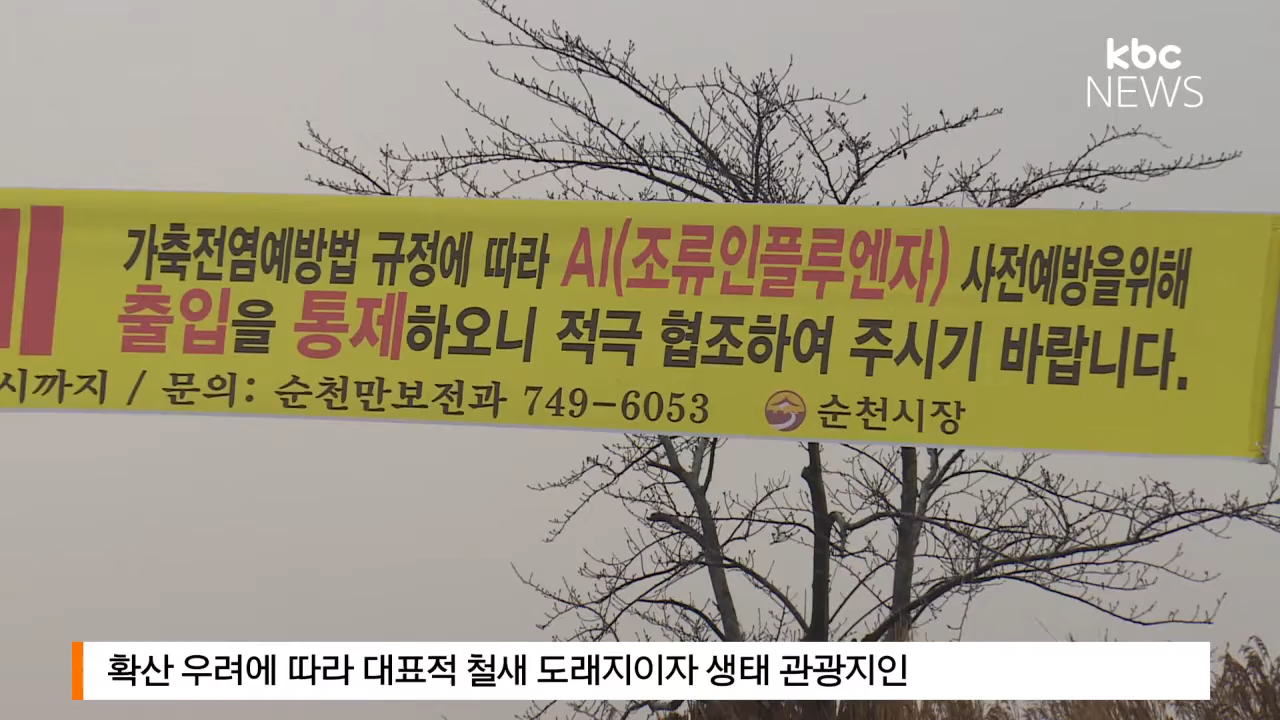 kbc
NEWS
가축전염예방법 규정에 따라 AI(조류인플루엔자) 사전예방을위해
출입을 통제하오니 적극 협조하여 주시기 바랍니다.
시까지 / 문의: 순천만보전과 749-6053 순천시장
확산 우려에 따라 대표적 철새 도래지이자 생태 관광지인